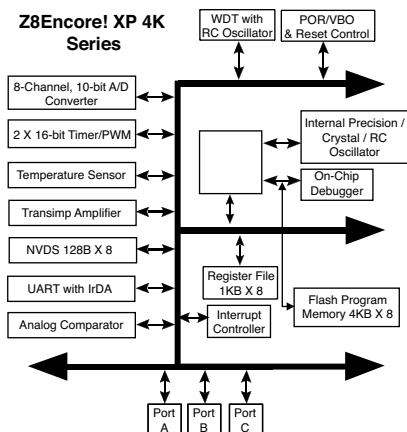 Z8Encore! XP 4K
Series
WDT with
RC Oscillator
POR/VBO
& Reset Control
8-Channel, 10-bit A/D
Converter
2 X 16-bit Timer/PWM
Temperature Sensor
Transimp Amplifier
NVDS 128B X 8
UART with IrDA
Analog Comparator
Internal Precision /
Crystal / RC
Oscillator
On-Chip
Debugger
Register File
1KB X 8
Interrupt
Controller
Flash Program
Memory 4KB X 8
Port
A
Port
B
Port
C